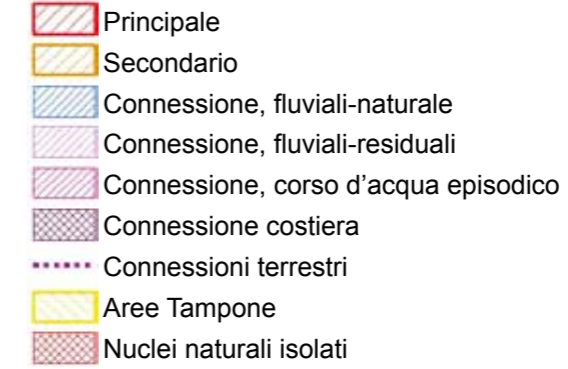 Principale
Secondario
Connessione, fluviali-naturale
Connessione, fluviali-residuali
Connessione, corso d’acqua episodico
Connessione costiera
Connessioni terrestri
Aree Tampone
Nuclei naturali isolati